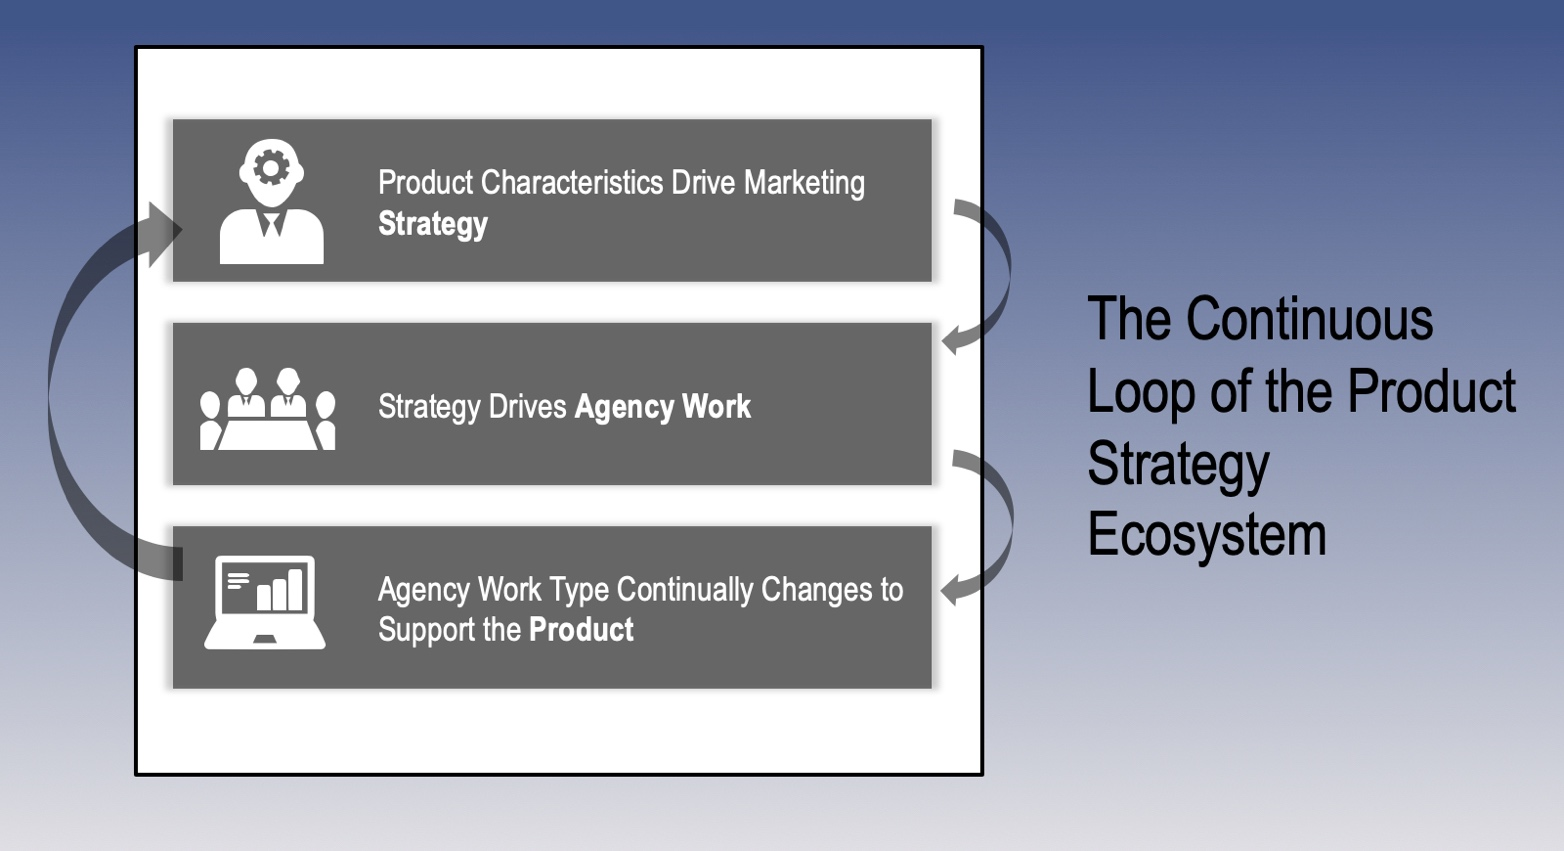 Product Characteristics Drive Marketing
Strategy
Strategy Drives Agency Work
Agency Work Type Continually Changes to
Support the Product
The Continuous
Loop of the Product
Strategy
Ecosystem